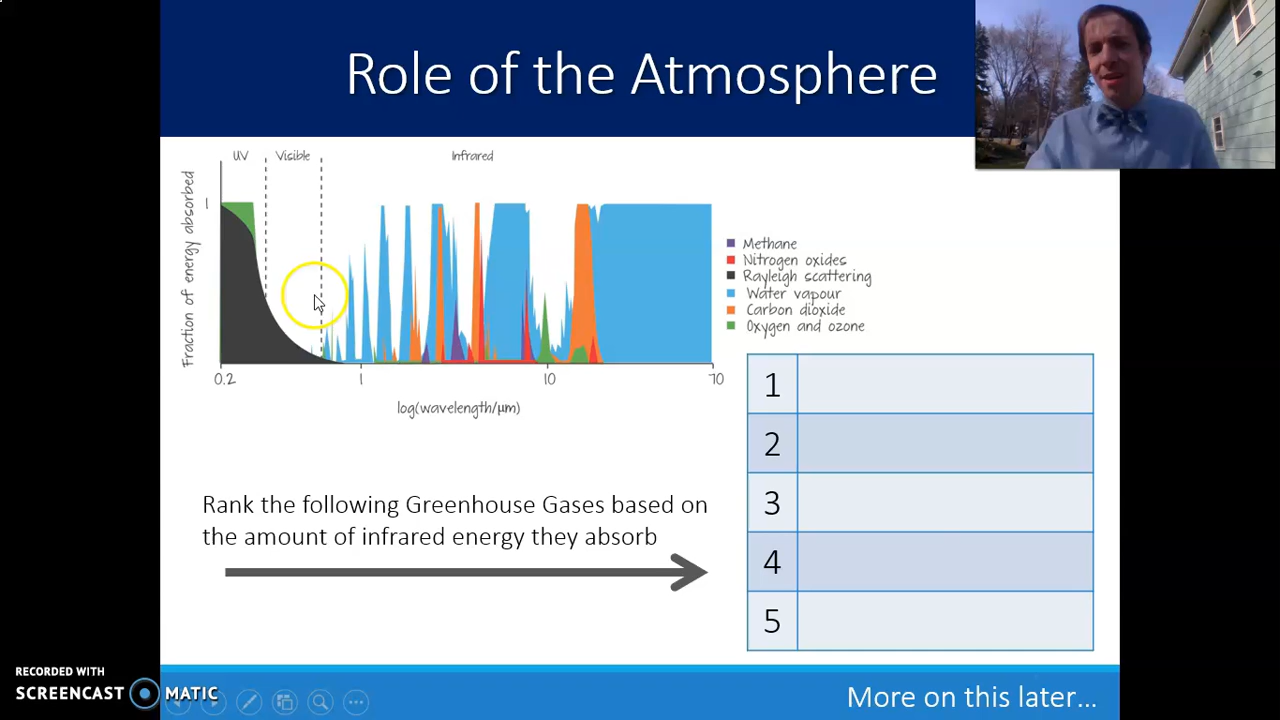 Role of the Atmosphere
UV
Visible
Infrared
Fraction of energy absorbed
1
0.2
1
10
70
log(wavelength/μm)
Methane
Nitrogen oxides
Rayleigh scattering
Water vapour
Carbon dioxide
Oxygen and ozone
Rank the following Greenhouse Gases based on
the amount of infrared energy they absorb
1
2
3
4
5
RECORDED WITH
SCREENCAST MATIC
More on this later...